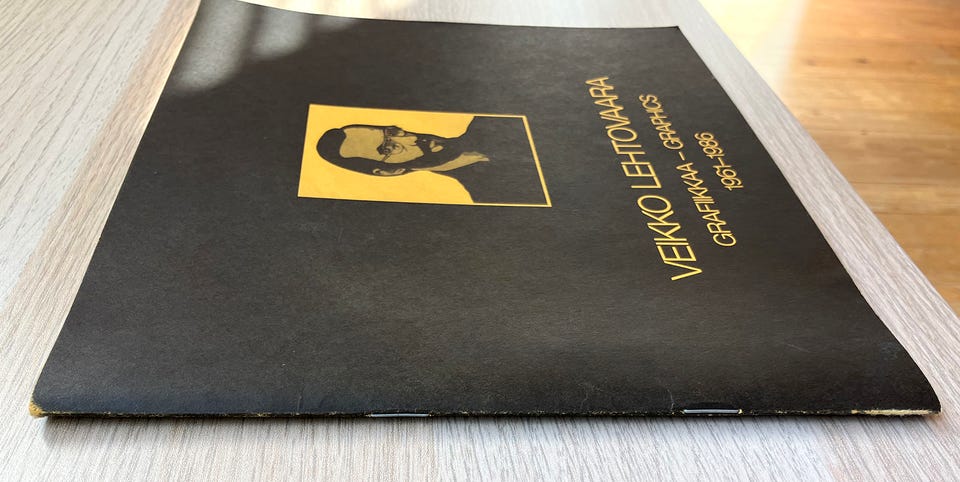 VEIKKO LEHTOVAARA
GRAFIIKKAA – GRAPHICS
1961–1986